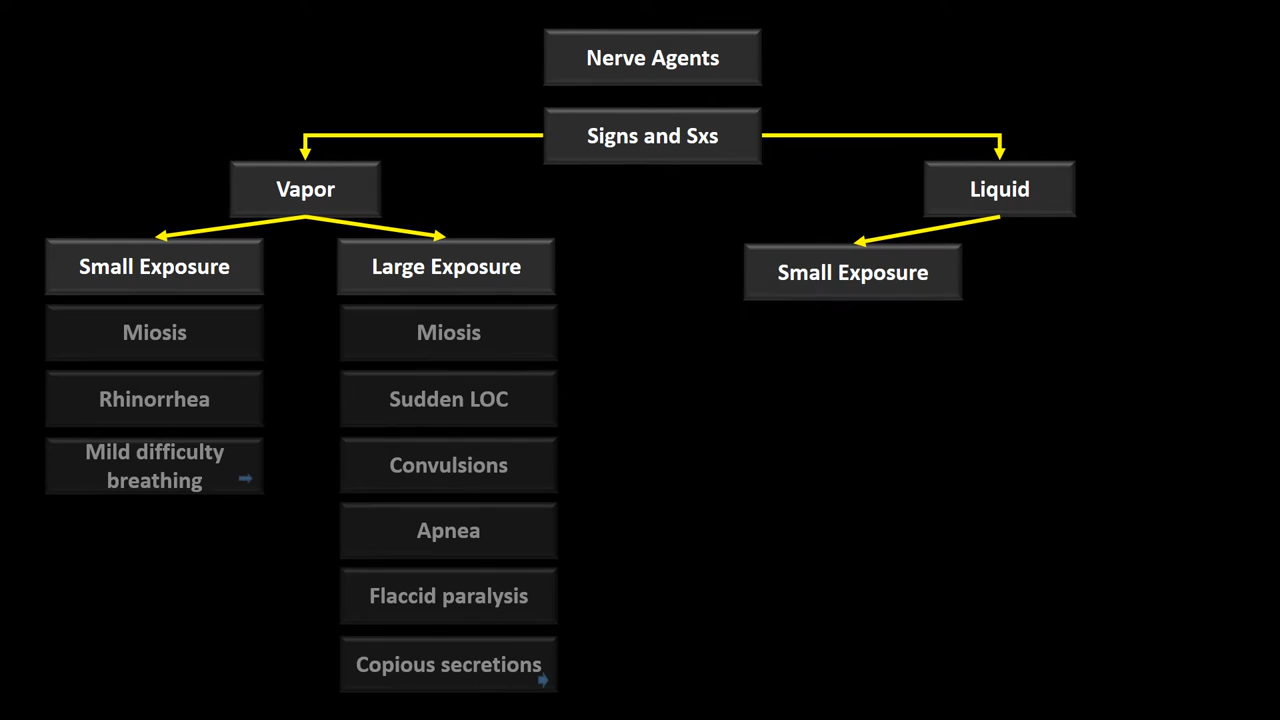 Nerve Agents
Signs and Sxs
Vapor
Liquid
Small Exposure
Large Exposure
Small Exposure
Miosis
Miosis
Rhinorrhea
Sudden LOC
Mild difficulty
breathing
Convulsions
Apnea
Flaccid paralysis
Copious secretions